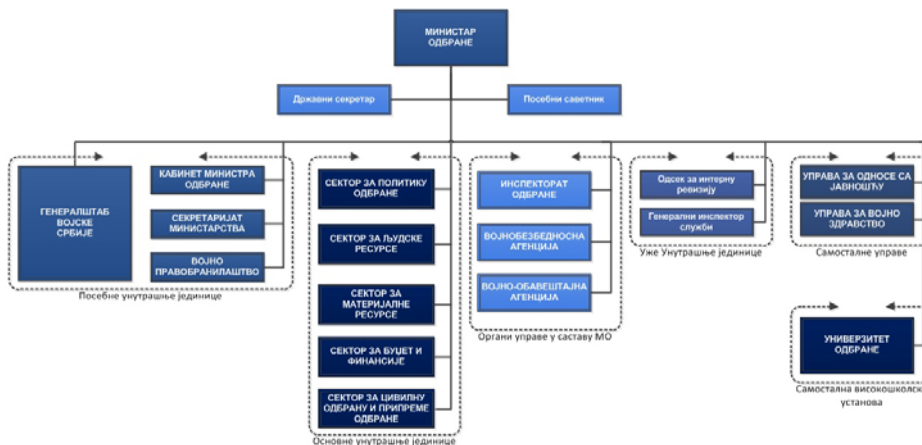 МИНИСТАР
ОДБРАНЕ
Државни секретар
Посебни саветник
ГЕНЕРАЛШТАБ
ВОЈСКЕ
СРБИЈЕ
КАБИНЕТ МИНИСТРА
ОДБРАНЕ
СЕКРЕТАРИЈАТ
МИНИСТАРСТВА
ВОЈНО
ПРАВОБРАНИЛАШТВО
Посебне унутрашње јединице
СЕКТОР ЗА ПОЛИТИКУ
ОДБРАНЕ
СЕКТОР ЗА ЉУДСКЕ
РЕСУРСЕ
СЕКТОР ЗА
МАТЕРИЈАЛНЕ
РЕСУРСЕ
СЕКТОР ЗА БУЏЕТ И
ФИНАНСИЈЕ
СЕКТОР ЗА ЦИВИЛНУ
ОДБРАНУ И ПРИПРЕМЕ
ОДБРАНЕ
Основне унутрашње јединице
ИНСПЕКТОРАТ
ОДБРАНЕ
ВОЈНОБЕЗБЕДНОСНА
АГЕНЦИЈА
ВОЈНО-ОБАВЕШТАЈНА
АГЕНЦИЈА
Органи управе у саставу МО
Одсек за интерну
ревизију
Генерални инспектор
служби
Уже Унутрашње јединице
УПРАВА ЗА ОДНОСЕ СА
ЈАВНОШЋУ
УПРАВА ЗА ВОЈНО
ЗДРАВСТВО
Самосталне управе
УНИВЕРЗИТЕТ
ОДБРАНЕ
Самостална високошколск
установа